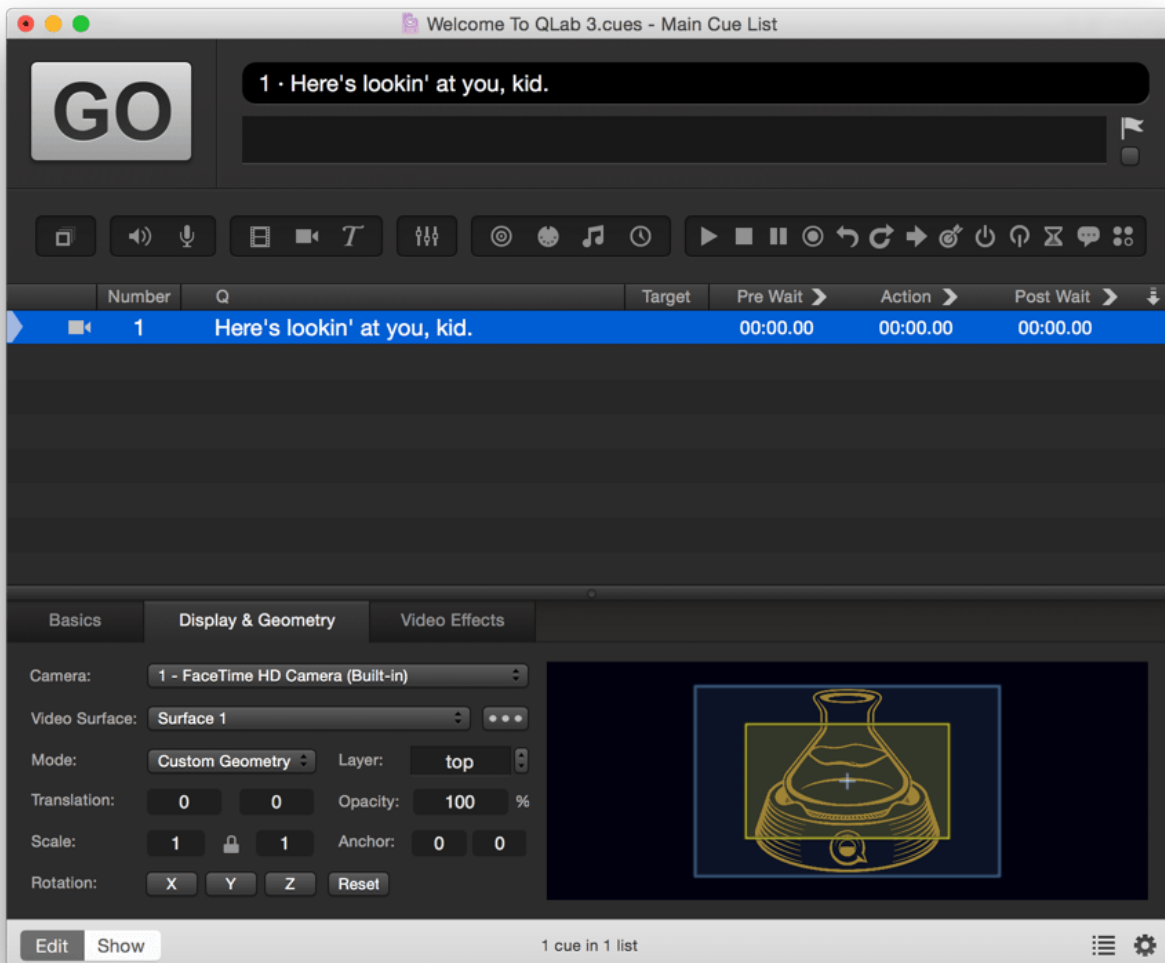 Welcome To QLab 3.cues - Main Cue List
GO
1 · Here's lookin' at you, kid.
T
Number Q Target Pre Wait Action Post Wait
1 Here's lookin' at you, kid. 00:00.00 00:00.00 00:00.00
Basics Display & Geometry Video Effects
Camera: 1 - FaceTime HD Camera (Built-in)
Video Surface: Surface 1
Mode: Custom Geometry Layer: top
Translation: 0 0 Opacity: 100 %
Scale: 1 1 Anchor: 0 0
Rotation: X Y Z Reset
Edit Show 1 cue in 1 list